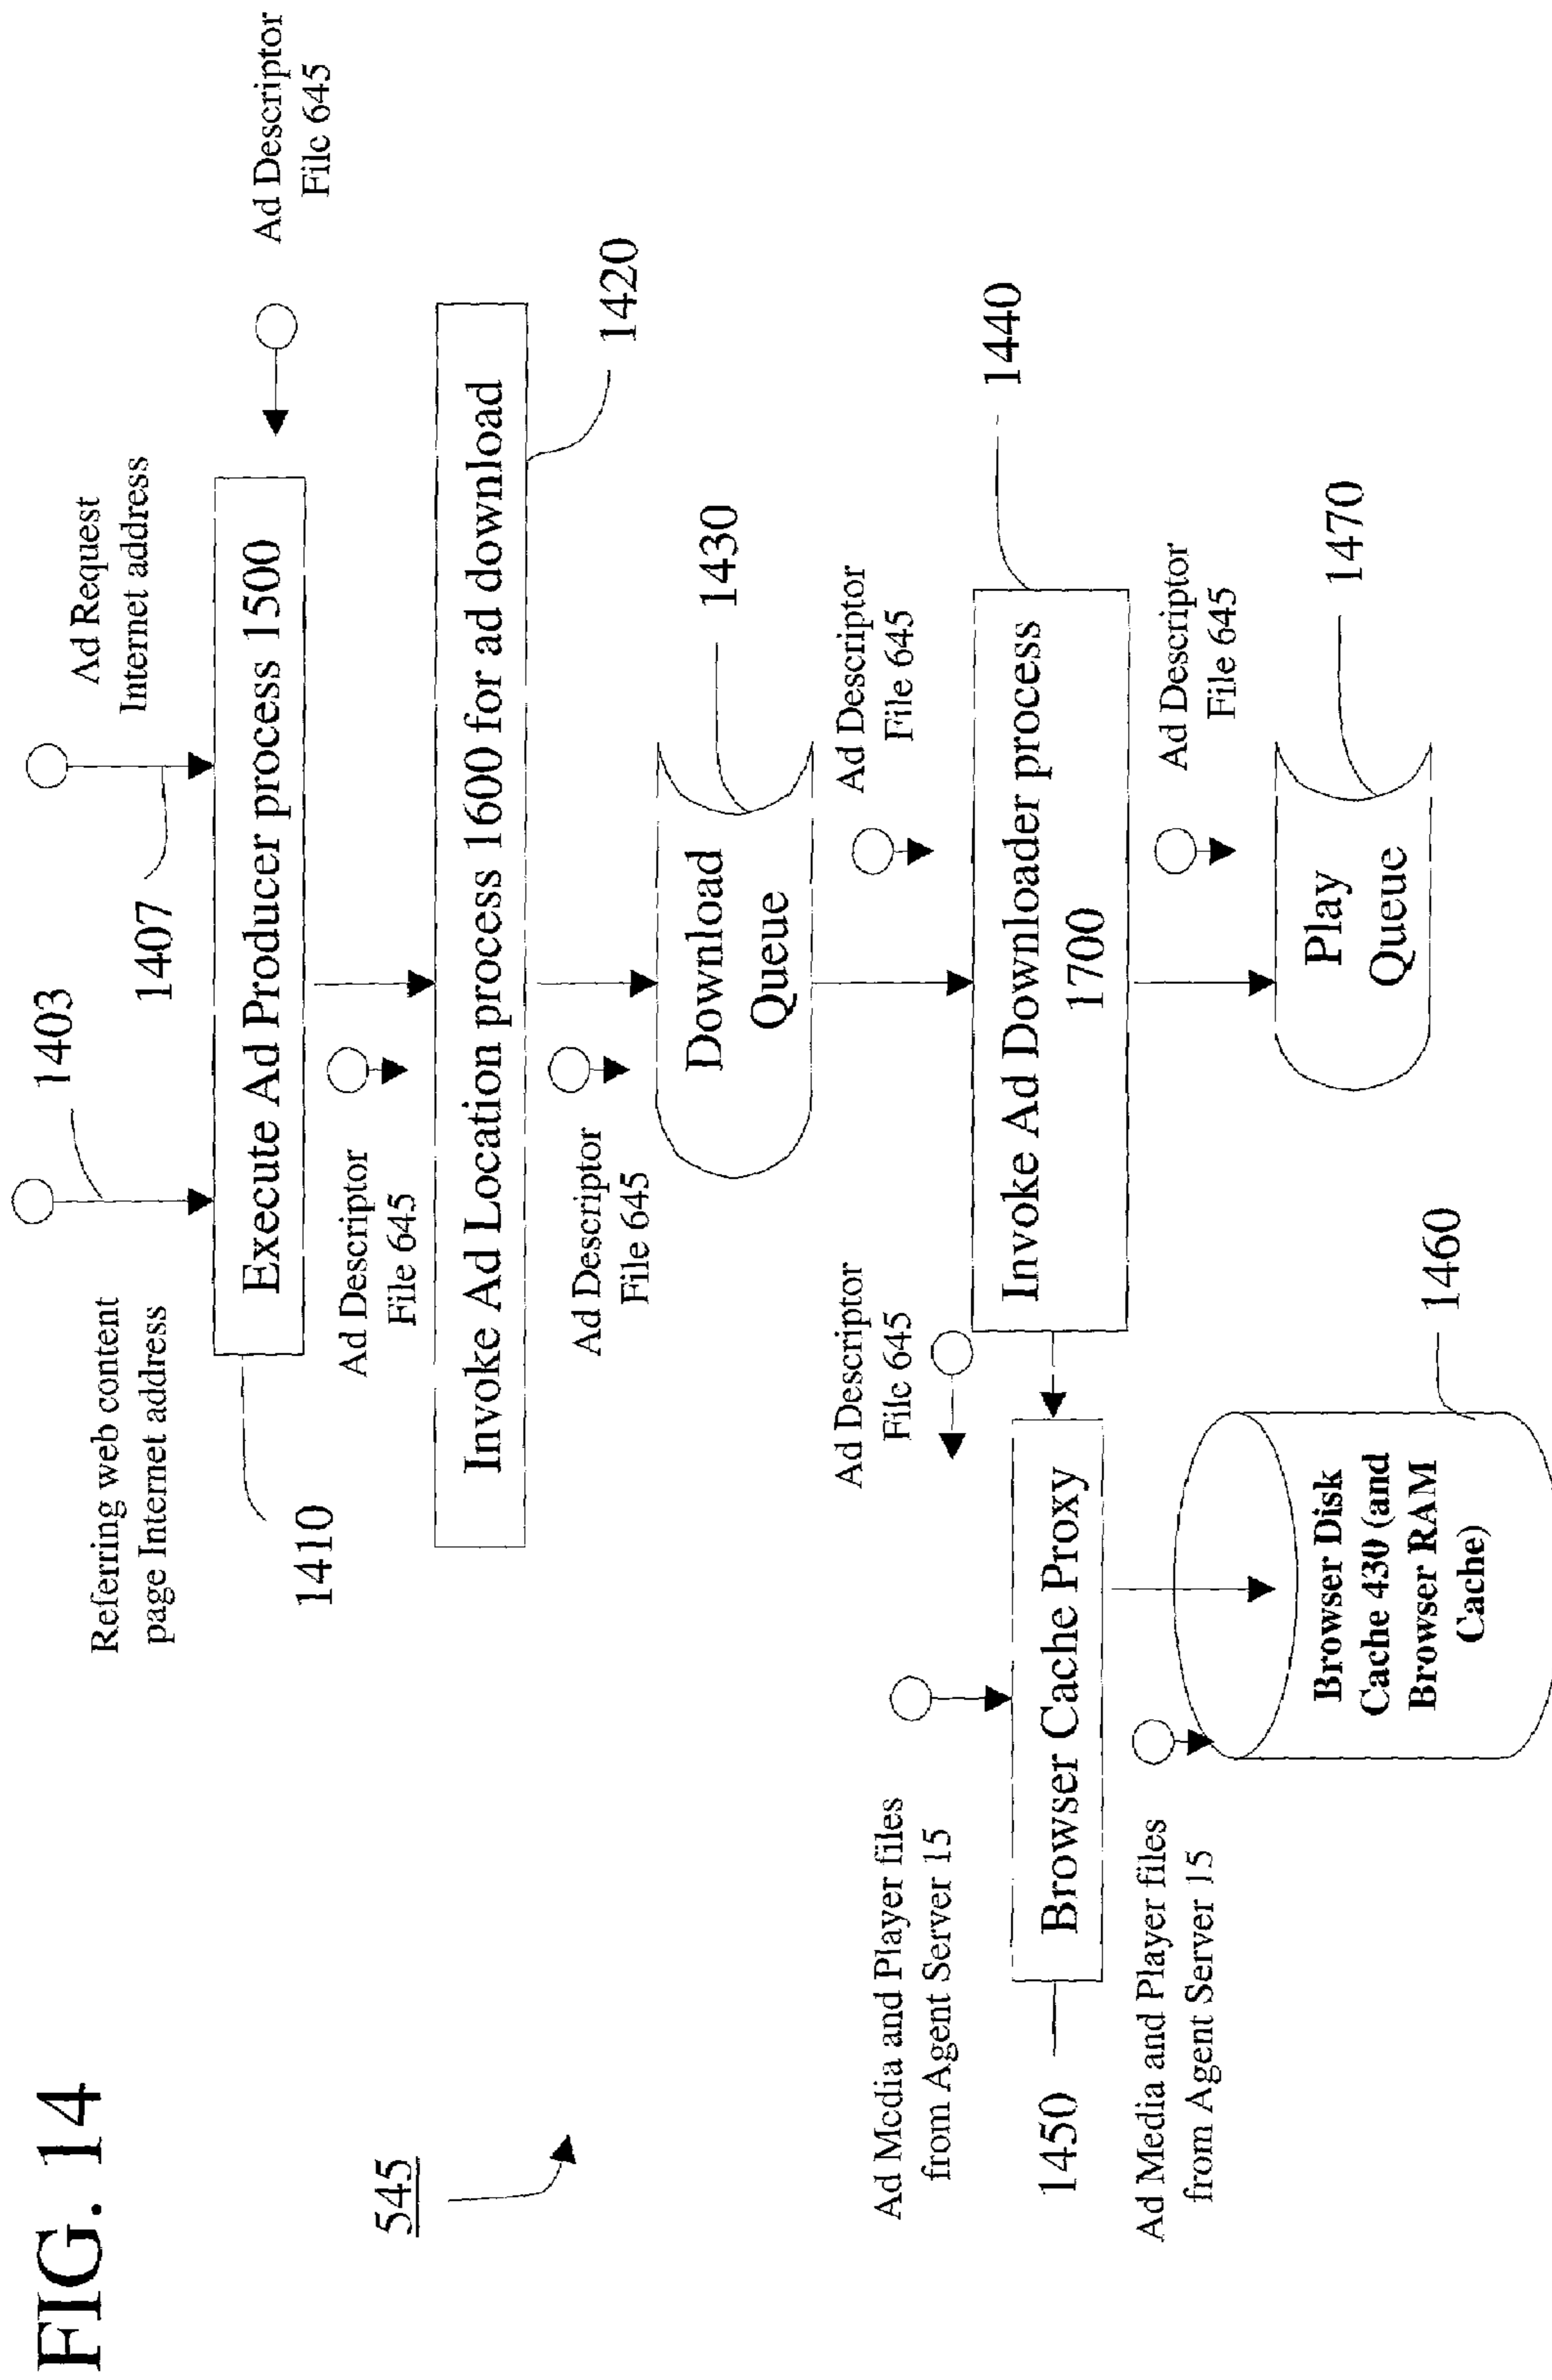 FIG. 14
545
Referring web content
page Internet address
1403
1407
Ad Request
Internet address
1410
Execute Ad Producer process 1500
Ad Descriptor
File 645
Ad Descriptor
File 645
Invoke Ad Location process 1600 for ad download
1420
Ad Descriptor
File 645
Download
Queue
1430
Ad Descriptor
File 645
Ad Descriptor
File 645
Invoke Ad Downloader process
1700
1440
Ad Media and Player files
from Agent Server 15
1450
Browser Cache Proxy
Ad Descriptor
File 645
Play
Queue
1470
Ad Media and Player files
from Agent Server 15
Browser Disk
Cache 430 (and
Browser RAM
Cache)
1460